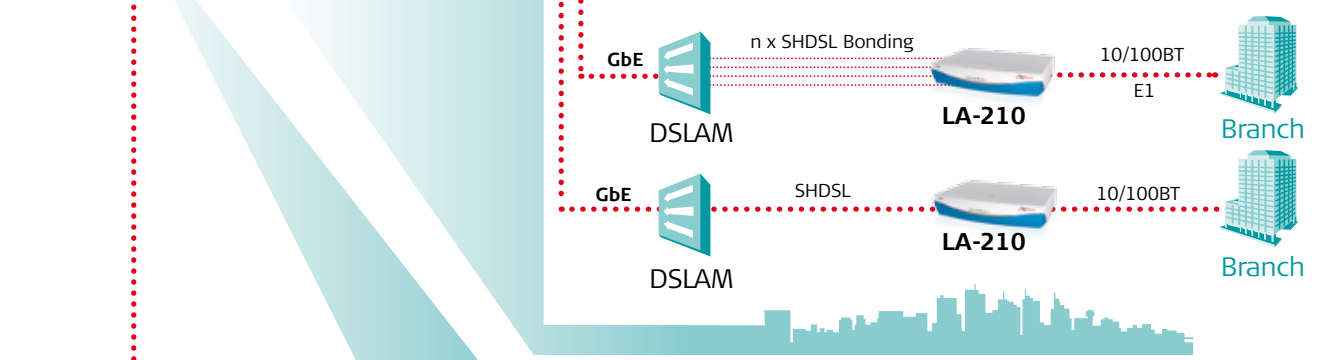 n x SHDSL Bonding
GbE
10/100BT
E1
LA-210
DSLAM
Branch
GbE
SHDSL
10/100BT
LA-210
DSLAM
Branch